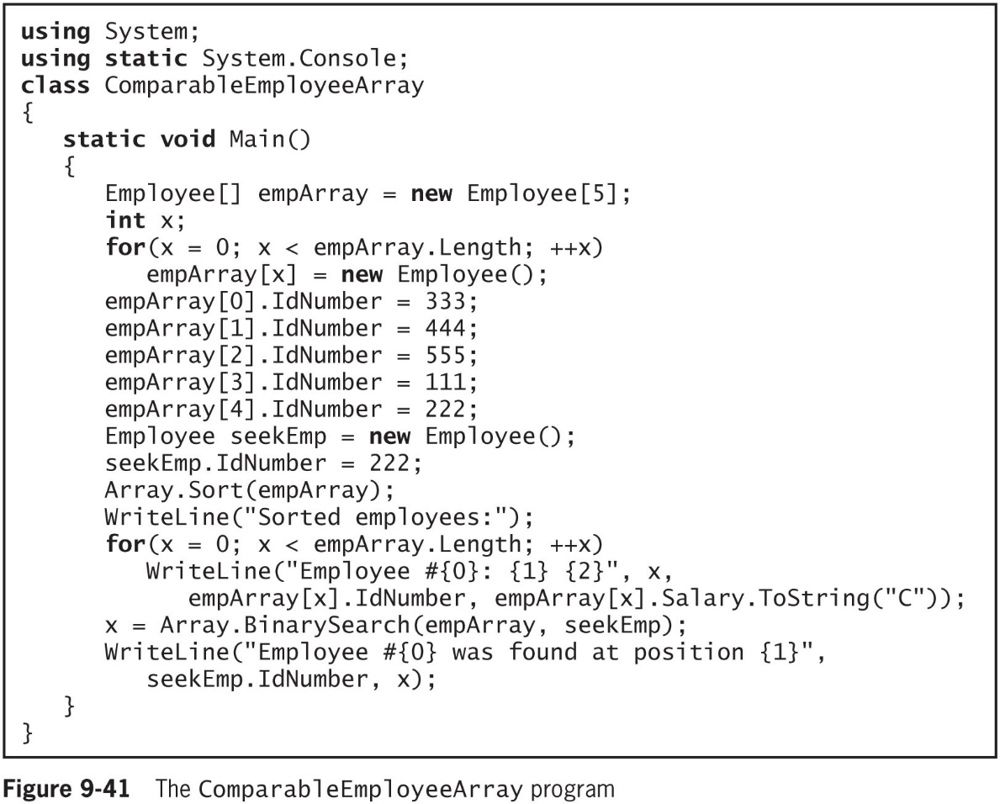 using System;
using static System.Console;
class ComparableEmployeeArray
{
   static void Main()
   {
      Employee[] empArray = new Employee[5];
      int x;
      for(x = 0; x < empArray.Length; ++x)
         empArray[x] = new Employee();
      empArray[0].IdNumber = 333;
      empArray[1].IdNumber = 444;
      empArray[2].IdNumber = 555;
      empArray[3].IdNumber = 111;
      empArray[4].IdNumber = 222;
      Employee seekEmp = new Employee();
      seekEmp.IdNumber = 222;
      Array.Sort(empArray);
      WriteLine("Sorted employees:");
      for(x = 0; x < empArray.Length; ++x)
         WriteLine("Employee #{0}: {1} {2}", x,
            empArray[x].IdNumber, empArray[x].Salary.ToString("C"));
      x = Array.BinarySearch(empArray, seekEmp);
      WriteLine("Employee #{0} was found at position {1}",
         seekEmp.IdNumber, x);
   }
}
Figure 9-41 The ComparableEmployeeArray program